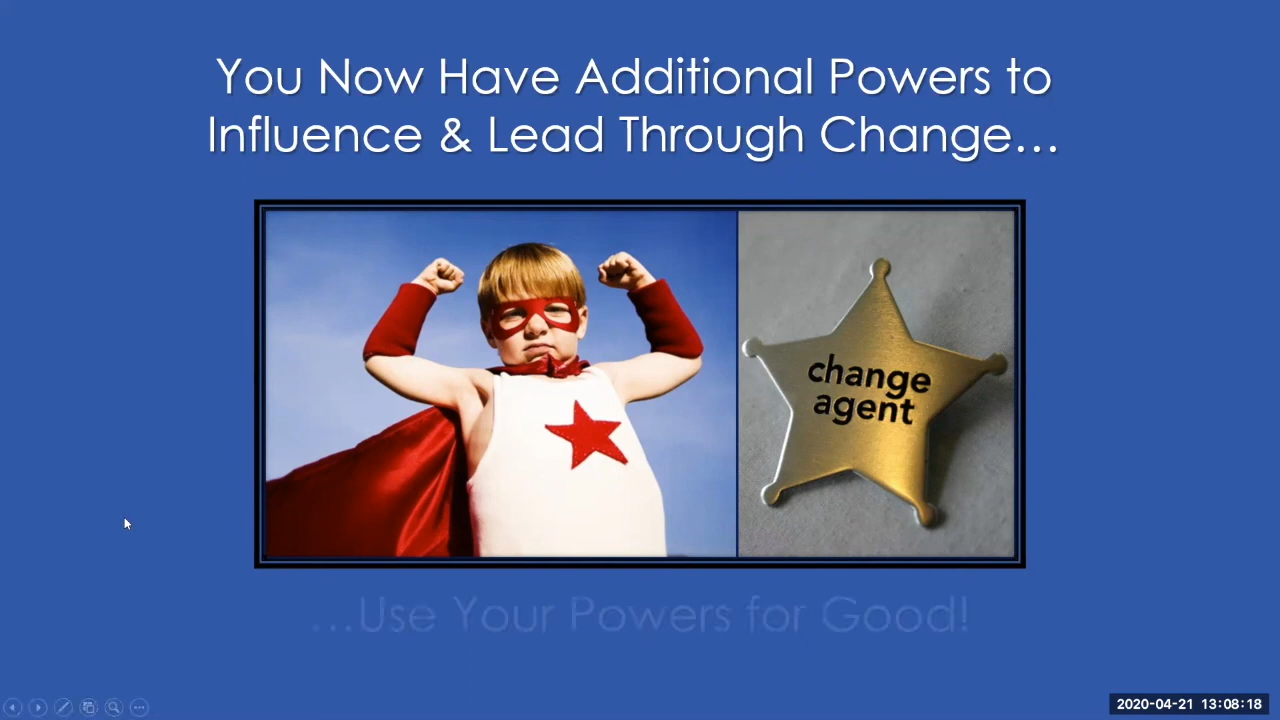 You Now Have Additional Powers to
Influence & Lead Through Change…
change
agent
…Use Your Powers for Good!
2020-04-21 13:08:18